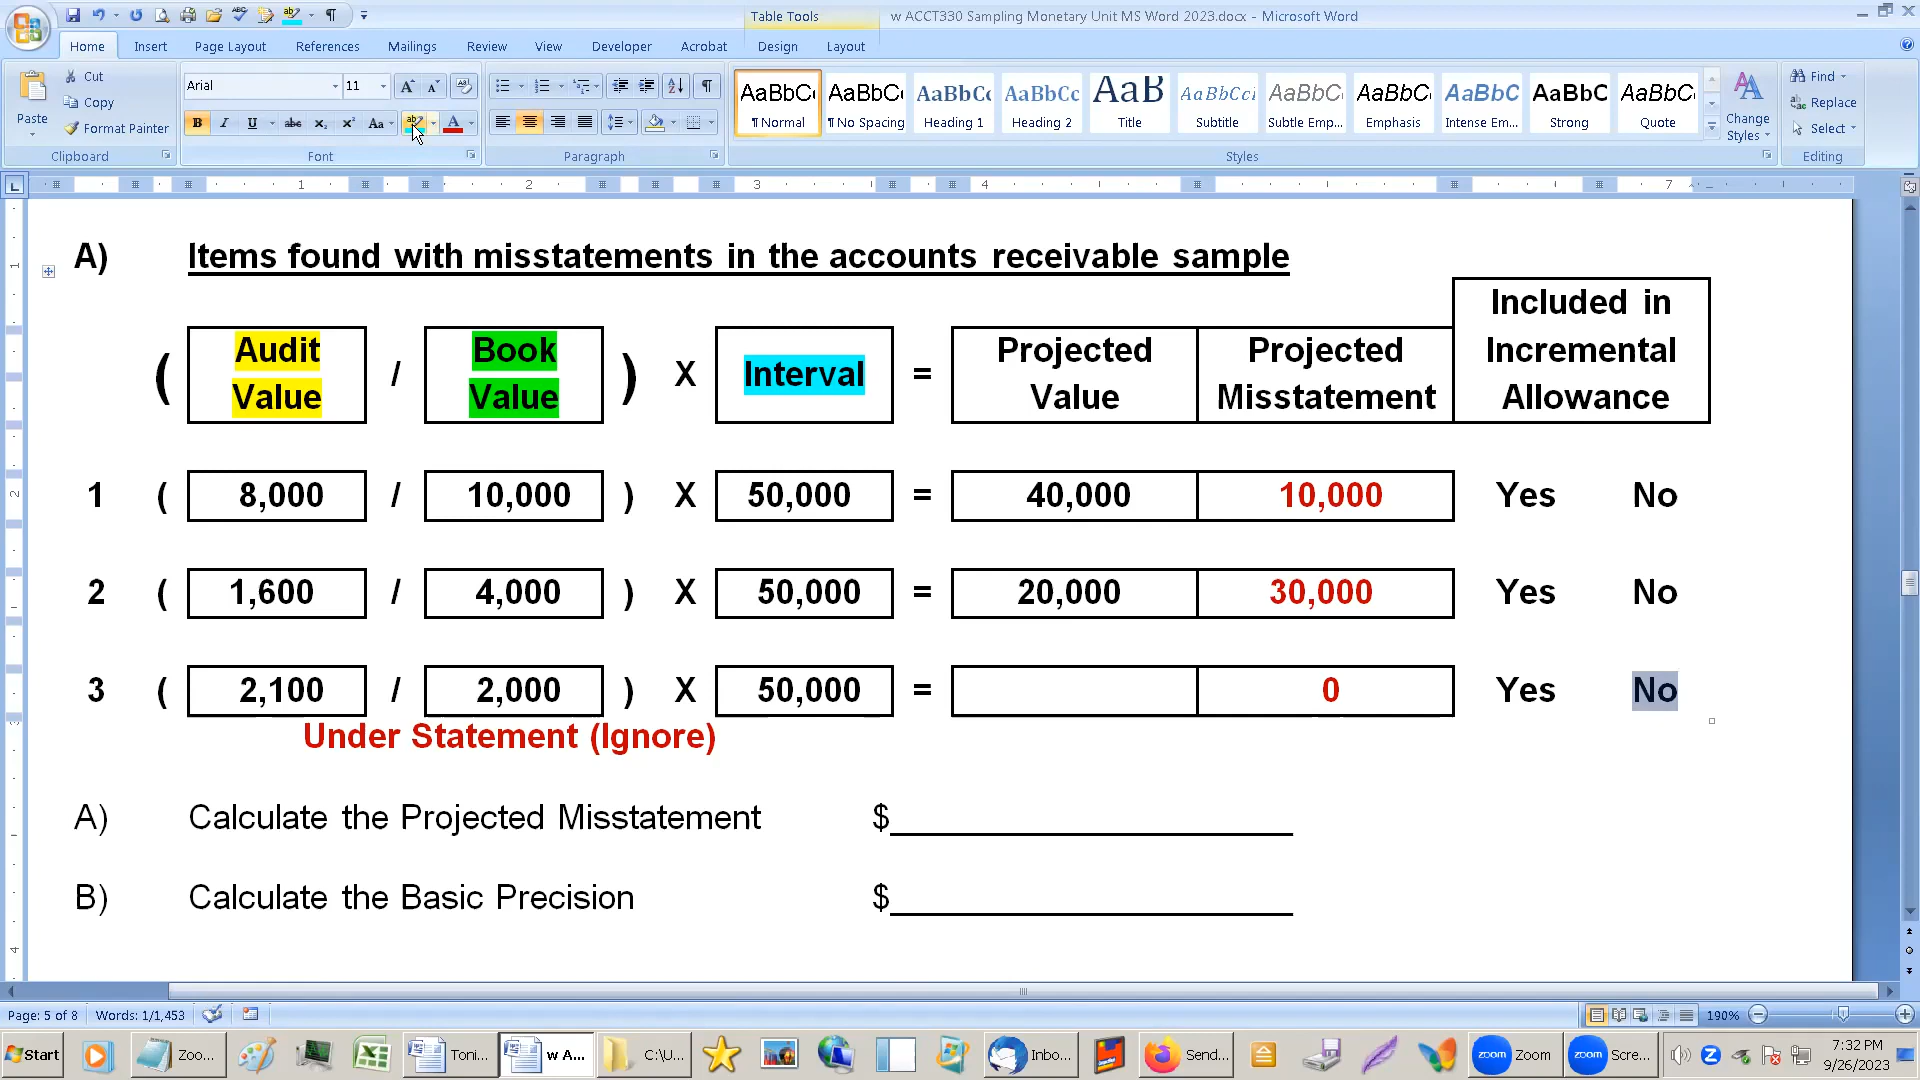 Table Tools
w ACCT330 Sampling Monetary Unit MS Word 2023.docx - Microsoft Word
Home Insert Page Layout References Mailings Review View Developer Acrobat Design Layout
Paste
Cut
Copy
Format Painter
Clipboard
Arial 11
Font
Paragraph
AaBbCc AaBbCc AaBbCc AaBbCc AaB AaBbCci AaBbCci AaBbCc AaBbC AaBbCc AaBbCc
¶ Normal ¶ No Spacing Heading 1 Heading 2 Title Subtitle Subtle Emp... Emphasis Intense Em... Strong Quote
Change Styles
Styles
Find
Replace
Select
Editing
1 2 3 4 7
A) Items found with misstatements in the accounts receivable sample
( Audit Value / Book Value ) X Interval = Projected Value Projected Misstatement Included in Incremental Allowance
1 ( 8,000 / 10,000 ) X 50,000 = 40,000 10,000 Yes No
2 ( 1,600 / 4,000 ) X 50,000 = 20,000 30,000 Yes No
3 ( 2,100 / 2,000 ) X 50,000 = 0 Yes No
Under Statement (Ignore)
A) Calculate the Projected Misstatement $
B) Calculate the Basic Precision $
Page: 5 of 8 Words: 1/1,453 190%
Start Zoo... Toni... w A... C:\U... Inbo... Send... zoom Zoom zoom Scre... 7:32 PM
9/26/2023